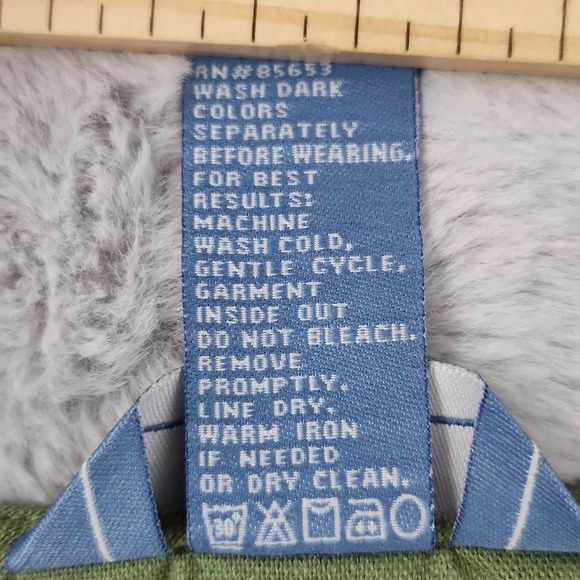 RN#85653
WASH DARK
COLORS
SEPARATELY
BEFORE WEARING.
FOR BEST
RESULTS:
MACHINE
WASH COLD,
GENTLE CYCLE,
GARMENT
INSIDE OUT
DO NOT BLEACH.
REMOVE
PROMPTLY.
LINE DRY.
WARM IRON
IF NEEDED
OR DRY CLEAN.
30°